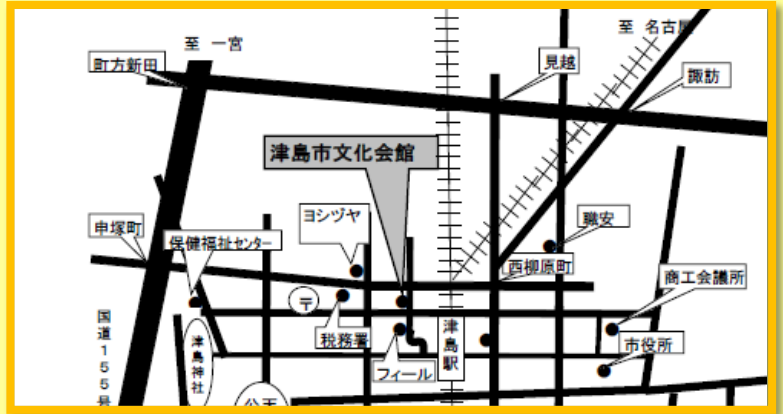 至 一宮
至 名古屋
町方新田
見越
諏訪
津島市文化会館
申塚町
保健福祉センター
ヨシヅヤ
職安
西柳原町
商工会議所
〒
税務署
津島駅
市役所
フィール
国道155号
津島神社